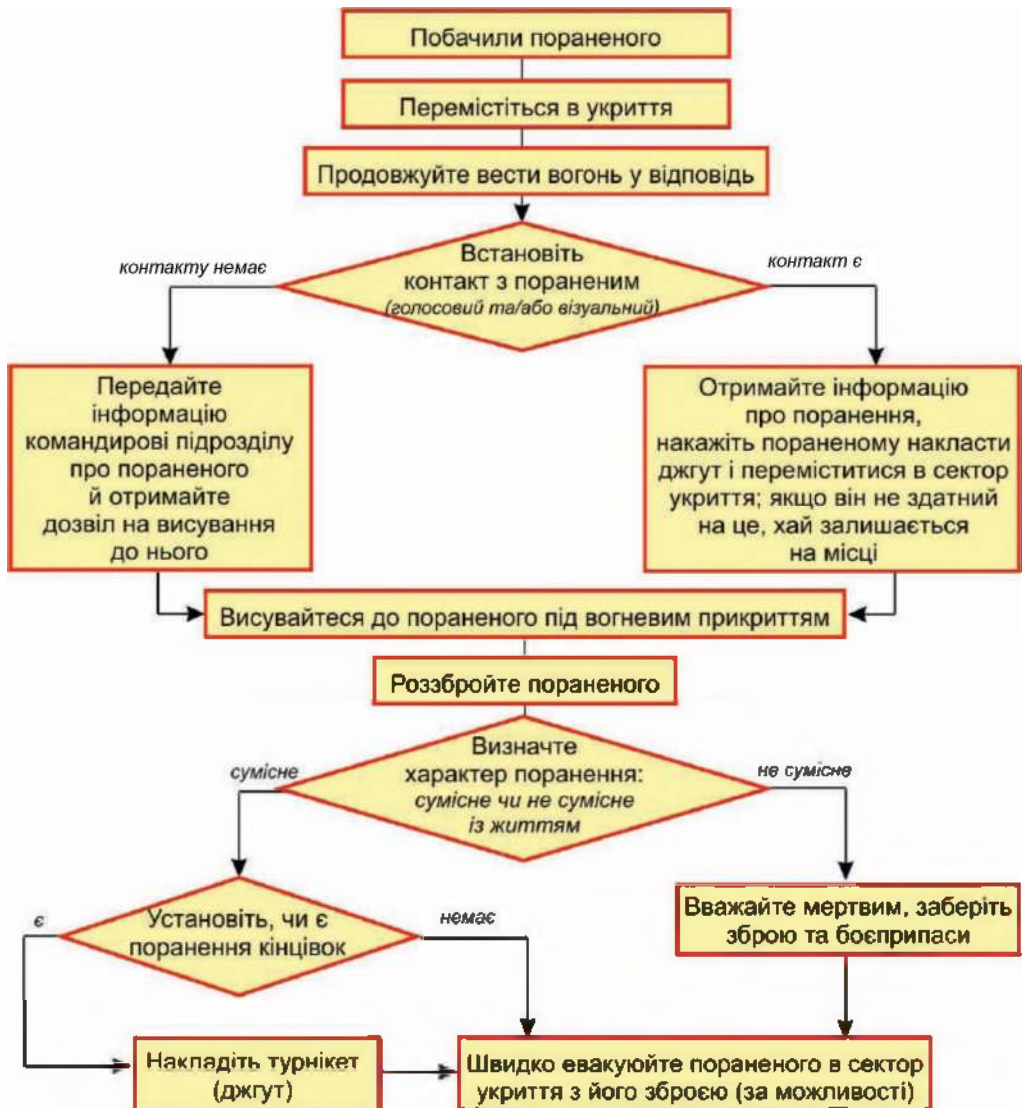 Побачили пораненого
Перемістіться в укриття
Продовжуйте вести вогонь у відповідь
Встановіть
контакт з пораненим
(голосовий та/або візуальний)
контакту немає
контакт є
Передайте
інформацію
командирові підрозділу
про пораненого
й отримайте
дозвіл на висування
до нього
Отримайте інформацію
про поранення,
накажіть пораненому накласти
джгут і переміститися в сектор
укриття; якщо він не здатний
на це, хай залишається
на місці
Висувайтеся до пораненого під вогневим прикриттям
Роззбройте пораненого
Визначте
характер поранення:
сумісне чи не сумісне
із життям
сумісне
не сумісне
Установіть, чи є
поранення кінцівок
є
немає
Вважайте мертвим, заберіть
зброю та боєприпаси
Накладіть турнікет
(джгут)
Швидко евакуюйте пораненого в сектор
укриття з його зброєю (за можливості)